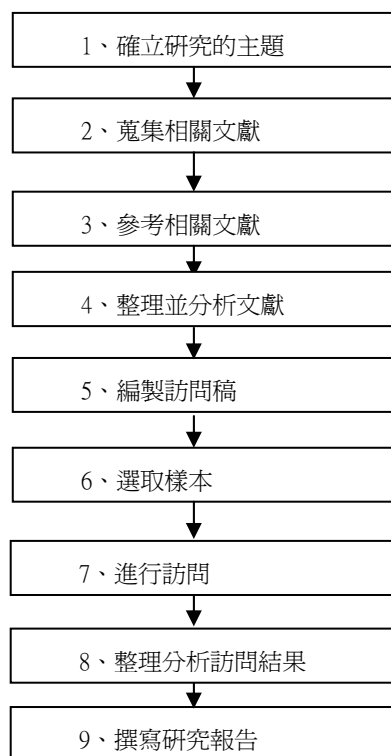 1、確立研究的主題
2、蒐集相關文獻
3、參考相關文獻
4、整理並分析文獻
5、編製訪問稿
6、選取樣本
7、進行訪問
8、整理分析訪問結果
9、撰寫研究報告